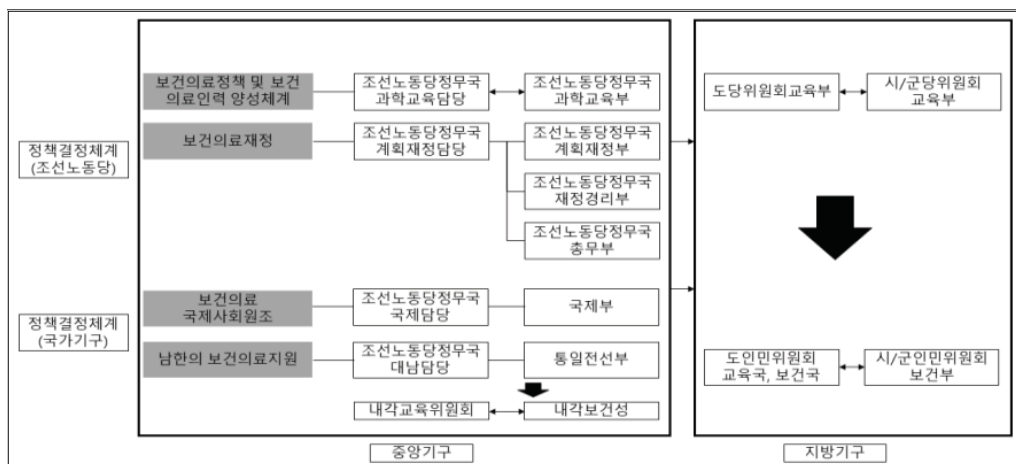 보건의료정책 및 보건
의료인력 양성체계
조선노동당정무국
과학교육담당
조선노동당정무국
과학교육부
보건의료재정
조선노동당정무국
계획재정담당
조선노동당정무국
계획재정부
조선노동당정무국
재정경리부
조선노동당정무국
총무부
정책결정체계
(조선노동당)
보건의료
국제사회원조
조선노동당정무국
국제담당
국제부
정책결정체계
(국가기구)
남한의 보건의료지원
조선노동당정무국
대남담당
통일전선부
내각교육위원회
내각보건성
중앙기구
도당위원회교육부
시/군당위원회
교육부
도인민위원회
교육국, 보건국
시/군인민위원회
보건부
지방기구